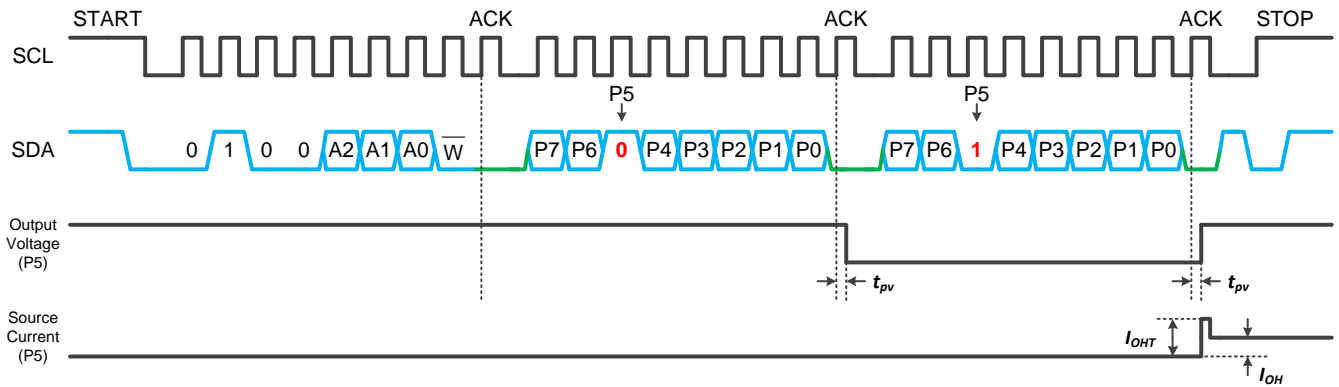 START ACK ACK ACK STOP
SCL
P5 P5
SDA 0 1 0 0 A2 A1 A0 W P7 P6 0 P4 P3 P2 P1 P0 P7 P6 1 P4 P3 P2 P1 P0
Output
Voltage
(P5)
tpv tpv
Source
Current
(P5)
IOHT
IOH